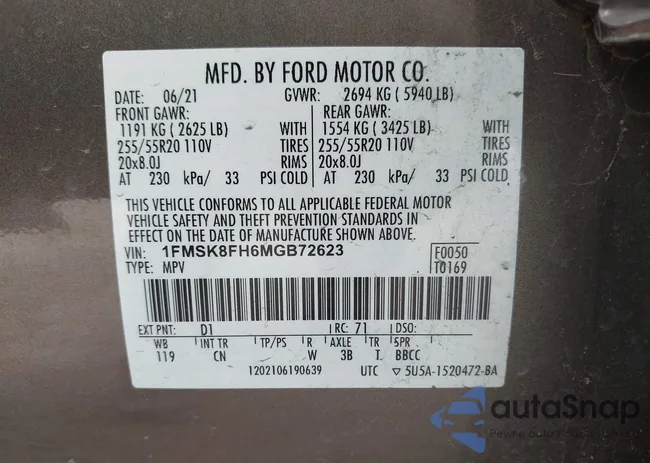 MFD. BY FORD MOTOR CO.
DATE: 06/21 GVWR: 2694 KG ( 5940 LB)
FRONT GAWR: REAR GAWR:
1191 KG ( 2625 LB) WITH 1554 KG ( 3425 LB) WITH
255/55R20 110V TIRES 255/55R20 110V TIRES
20x8.0J RIMS 20x8.0J RIMS
AT 230 kPa/ 33 PSI COLD AT 230 kPa/ 33 PSI COLD
THIS VEHICLE CONFORMS TO ALL APPLICABLE FEDERAL MOTOR
VEHICLE SAFETY AND THEFT PREVENTION STANDARDS IN
EFFECT ON THE DATE OF MANUFACTURE SHOWN ABOVE.
VIN: 1FMSK8FH6MGB72623 F0050
TYPE: MPV T0169
EXT PNT: D1 RC: 71 DSO:
WB INT TR TP/PS R AXLE TR SPR
119 CN W 3B T BBCC
1202106190639 UTC ▽ 5U5A-1520472-BA
autoSnap
Pewne auto z